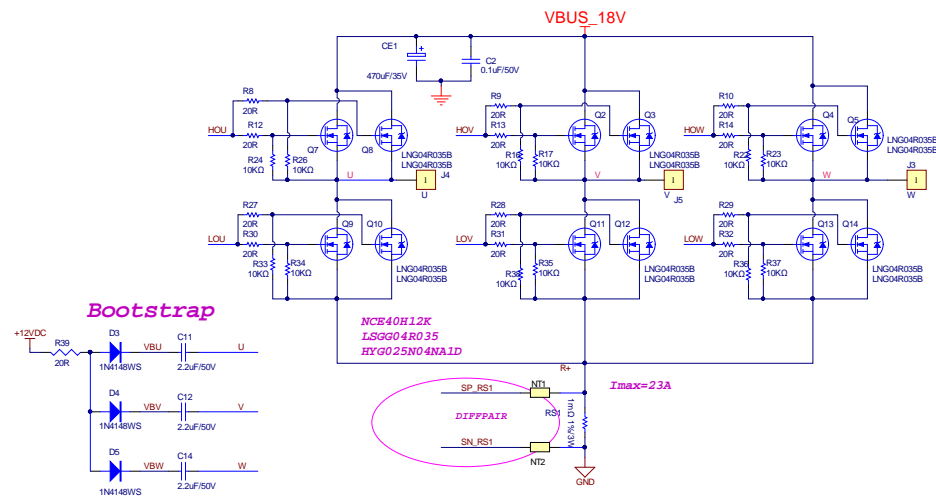 VBUS_18V
CE1
+
470uF/35V
C2
0.1uF/50V
R8
20R
HOU
R12
20R
R24
10KΩ
R26
10KΩ
Q7
Q8
LNG04R035B
LNG04R035B
U
1
J4
U
R9
20R
HOV
R13
20R
R16
10KΩ
R17
10KΩ
Q2
Q3
LNG04R035B
LNG04R035B
V
1
V
J5
R10
20R
HOW
R14
20R
R22
10KΩ
R23
10KΩ
Q4
Q5
LNG04R035B
LNG04R035B
W
J3
1
W
R27
20R
LOU
R30
20R
R33
10KΩ
R34
10KΩ
Q9
Q10
LNG04R035B
LNG04R035B
R28
20R
LOV
R31
20R
R38
10KΩ
R35
10KΩ
Q11
Q12
LNG04R035B
LNG04R035B
R29
20R
LOW
R32
20R
R36
10KΩ
R37
10KΩ
Q13
Q14
LNG04R035B
LNG04R035B
Bootstrap
+12VDC
R39
20R
D3
1N4148WS
VBU
C11
2.2uF/50V
U
D4
1N4148WS
VBV
C12
2.2uF/50V
V
D5
1N4148WS
VBW
C14
2.2uF/50V
W
NCE40H12K
LSGG04R035
HYG025N04NA1D
R+
Imax=23A
SP_RS1
NT1
DIFFPAIR
RS1
1mΩ 1%/3W
SN_RS1
NT2
GND